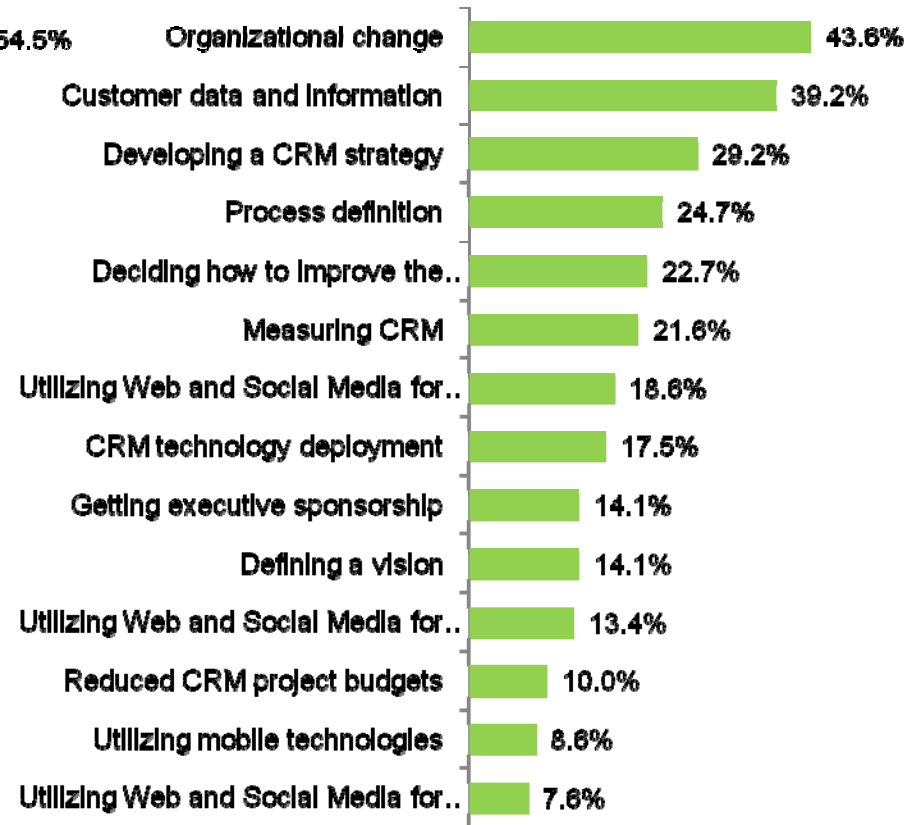 54.5% Organizational change 43.6%
Customer data and information 39.2%
Developing a CRM strategy 29.2%
Process definition 24.7%
Deciding how to improve the.. 22.7%
Measuring CRM 21.6%
Utilizing Web and Social Media for.. 18.6%
CRM technology deployment 17.5%
Getting executive sponsorship 14.1%
Defining a vision 14.1%
Utilizing Web and Social Media for.. 13.4%
Reduced CRM project budgets 10.0%
Utilizing mobile technologies 8.6%
Utilizing Web and Social Media for.. 7.6%